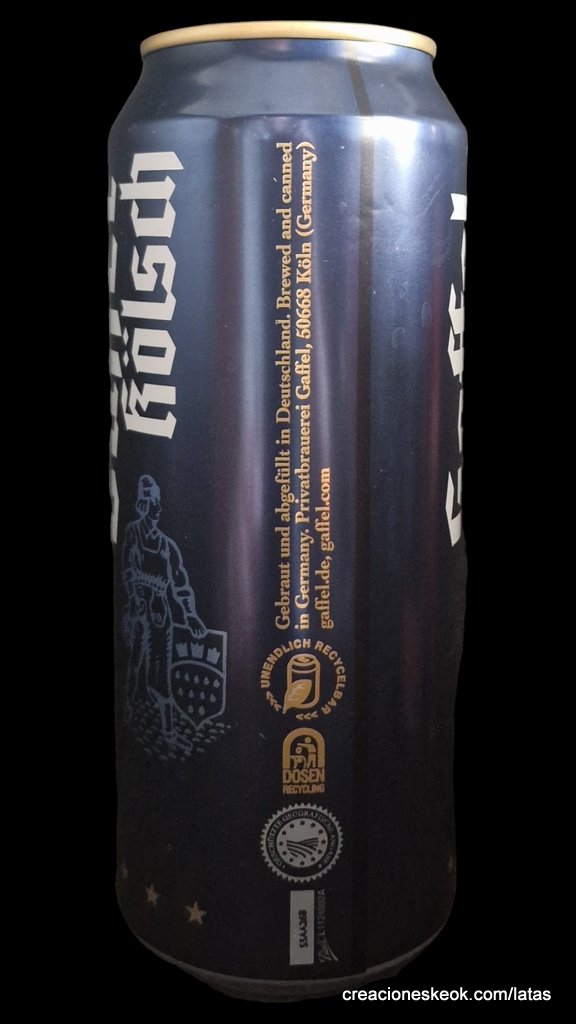 Kölsch
Gebraut und abgefüllt in Deutschland. Brewed and canned
in Germany. Privatbrauerei Gaffel, 50668 Köln (Germany)
gaffel.de, gaffel.com
UNENDLICH RECYCELBAR
DOSEN
RECYCLING
creacioneskeok.com/latas